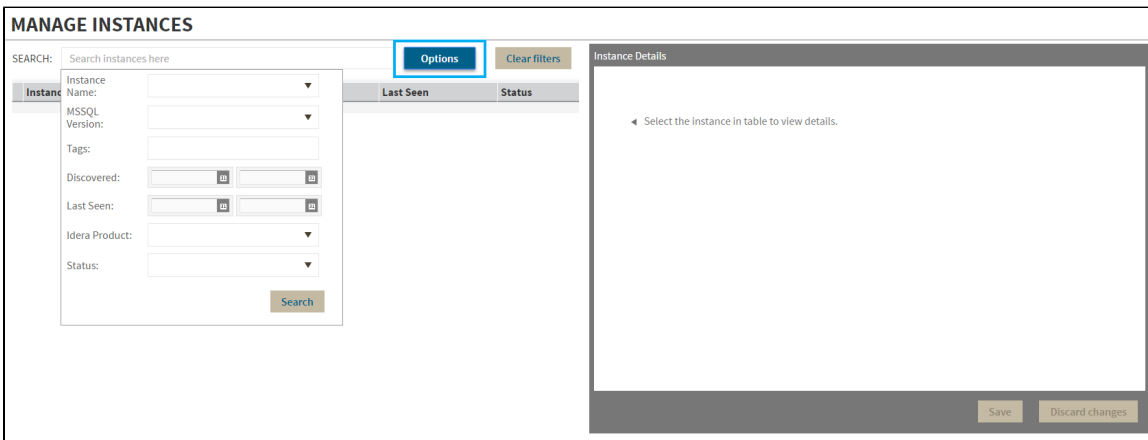 MANAGE INSTANCES
SEARCH: Search instances here Options Clear filters
Instance Name:
MSSQL Version:
Tags:
Discovered:
Last Seen:
Idera Product:
Status:
Search
Last Seen Status
Instance Details
Select the instance in table to view details.
Save Discard changes